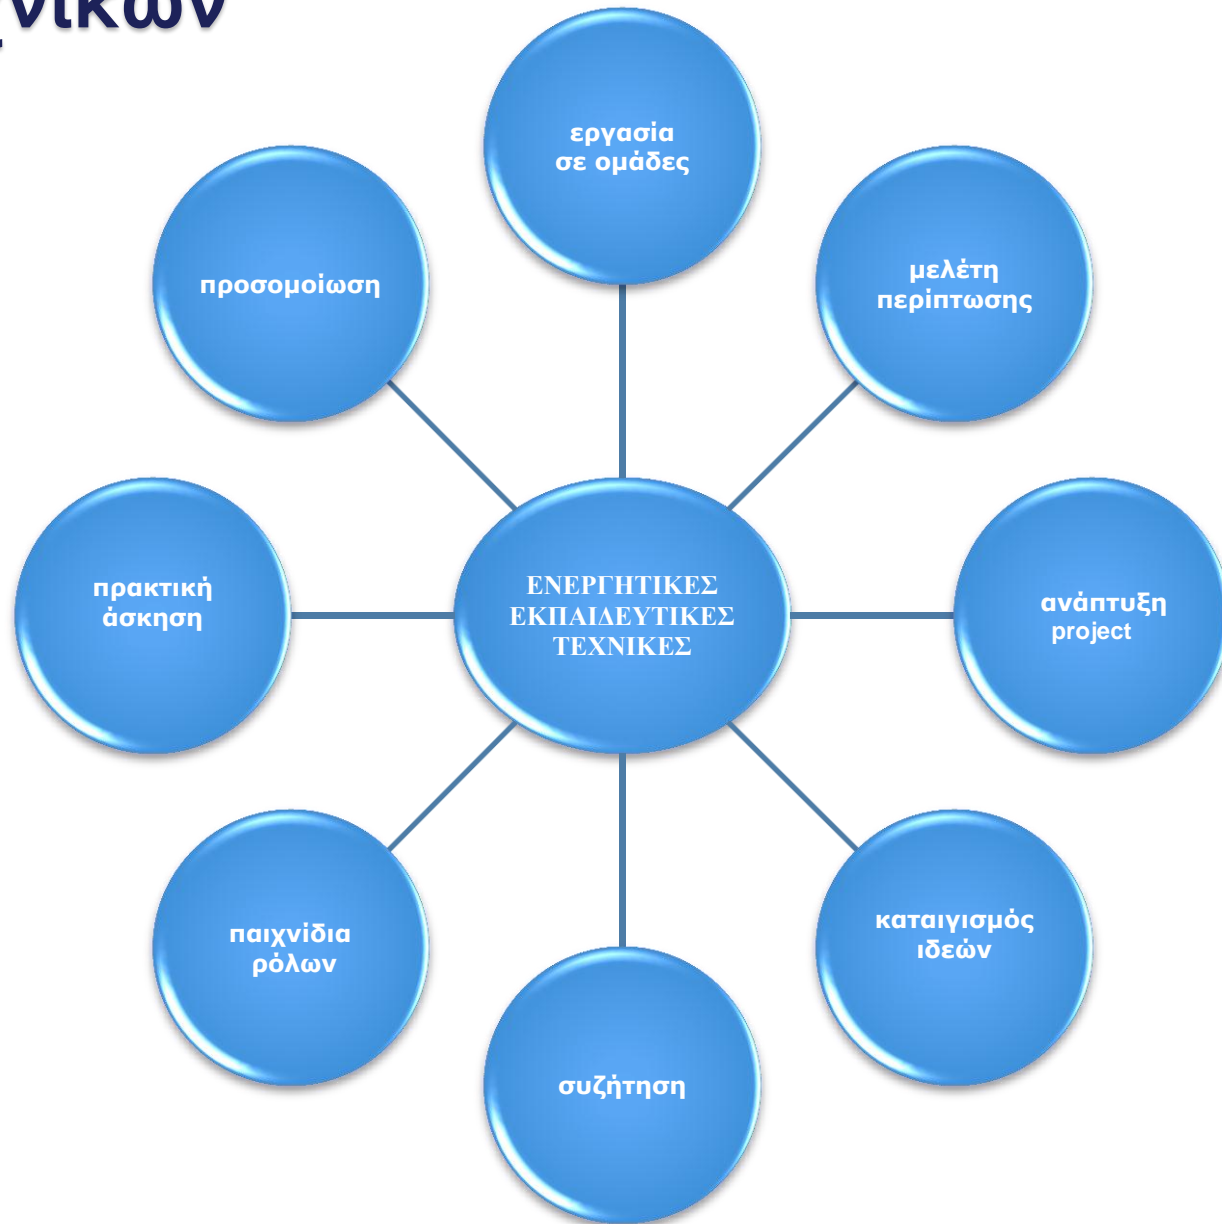 εργασία
σε ομάδες
μελέτη
περίπτωσης
ανάπτυξη
project
καταιγισμός
ιδεών
συζήτηση
παιχνίδια
ρόλων
πρακτική
άσκηση
προσομοίωση
ΕΝΕΡΓΗΤΙΚΕΣ
ΕΚΠΑΙΔΕΥΤΙΚΕΣ
ΤΕΧΝΙΚΕΣ